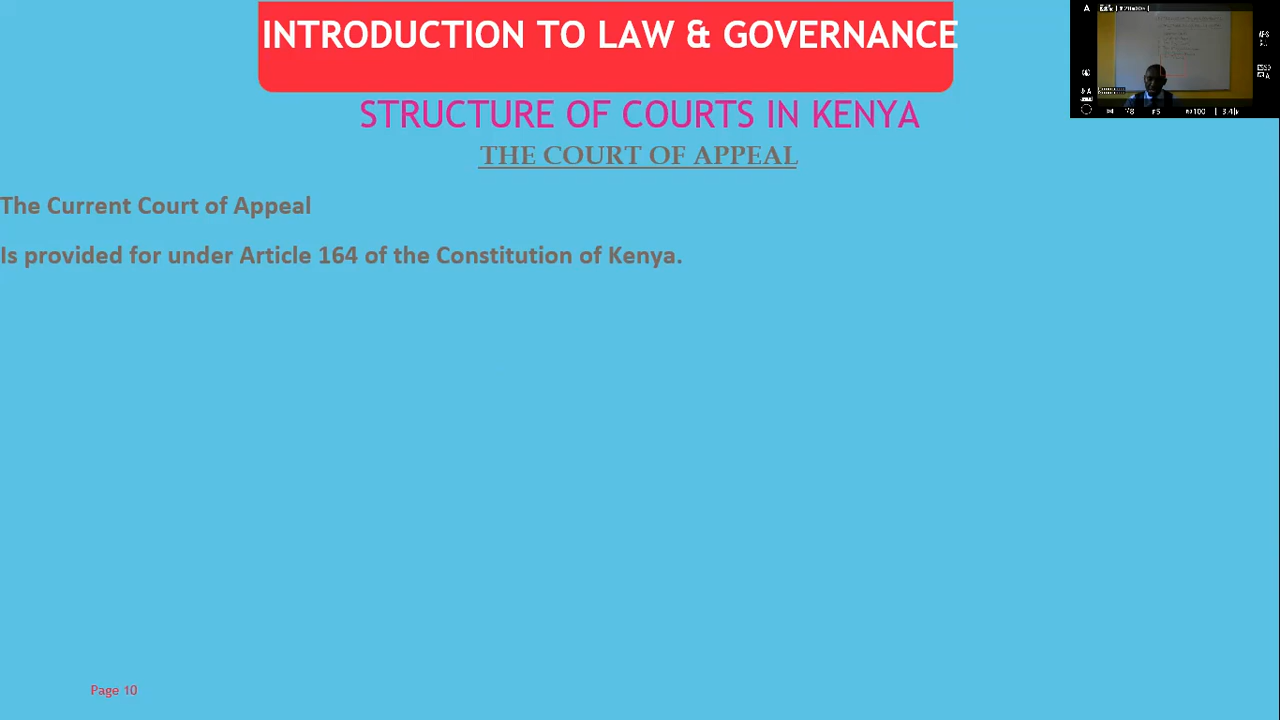 INTRODUCTION TO LAW & GOVERNANCE
STRUCTURE OF COURTS IN KENYA
THE COURT OF APPEAL
The Current Court of Appeal
Is provided for under Article 164 of the Constitution of Kenya.
Page 10